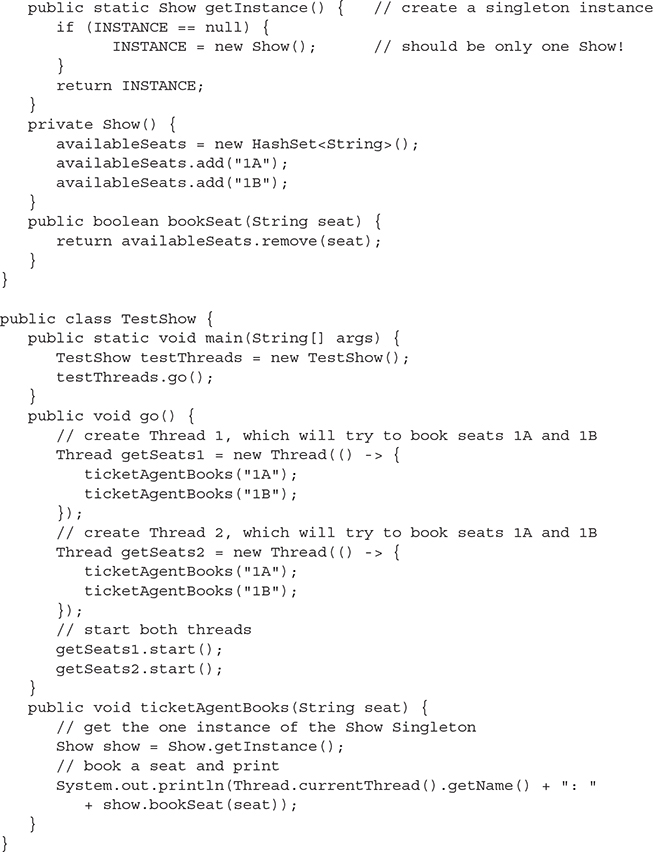 public static Show getInstance() {   // create a singleton instance
   if (INSTANCE == null) {
         INSTANCE = new Show();      // should be only one Show!
   }
   return INSTANCE;
}
private Show() {
   availableSeats = new HashSet<String>();
   availableSeats.add("1A");
   availableSeats.add("1B");
}
public boolean bookSeat(String seat) {
   return availableSeats.remove(seat);
}
}

public class TestShow {
   public static void main(String[] args) {
      TestShow testThreads = new TestShow();
      testThreads.go();
   }
   public void go() {
      // create Thread 1, which will try to book seats 1A and 1B
      Thread getSeats1 = new Thread(() -> {
         ticketAgentBooks("1A");
         ticketAgentBooks("1B");
      });
      // create Thread 2, which will try to book seats 1A and 1B
      Thread getSeats2 = new Thread(() -> {
         ticketAgentBooks("1A");
         ticketAgentBooks("1B");
      });
      // start both threads
      getSeats1.start();
      getSeats2.start();
   }
   public void ticketAgentBooks(String seat) {
      // get the one instance of the Show Singleton
      Show show = Show.getInstance();
      // book a seat and print
      System.out.println(Thread.currentThread().getName() + ": "
         + show.bookSeat(seat));
   }
}